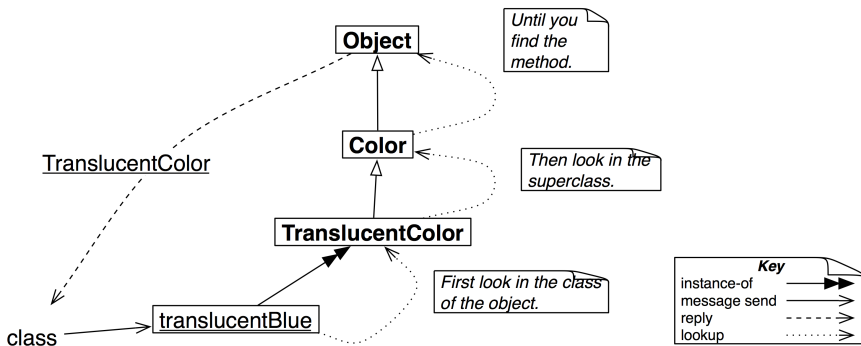 Object
Until you
find the
method.
Color
TranslucentColor
Then look in the
superclass.
TranslucentColor
First look in the class
of the object.
Key
instance-of
message send
reply
lookup
translucentBlue
class